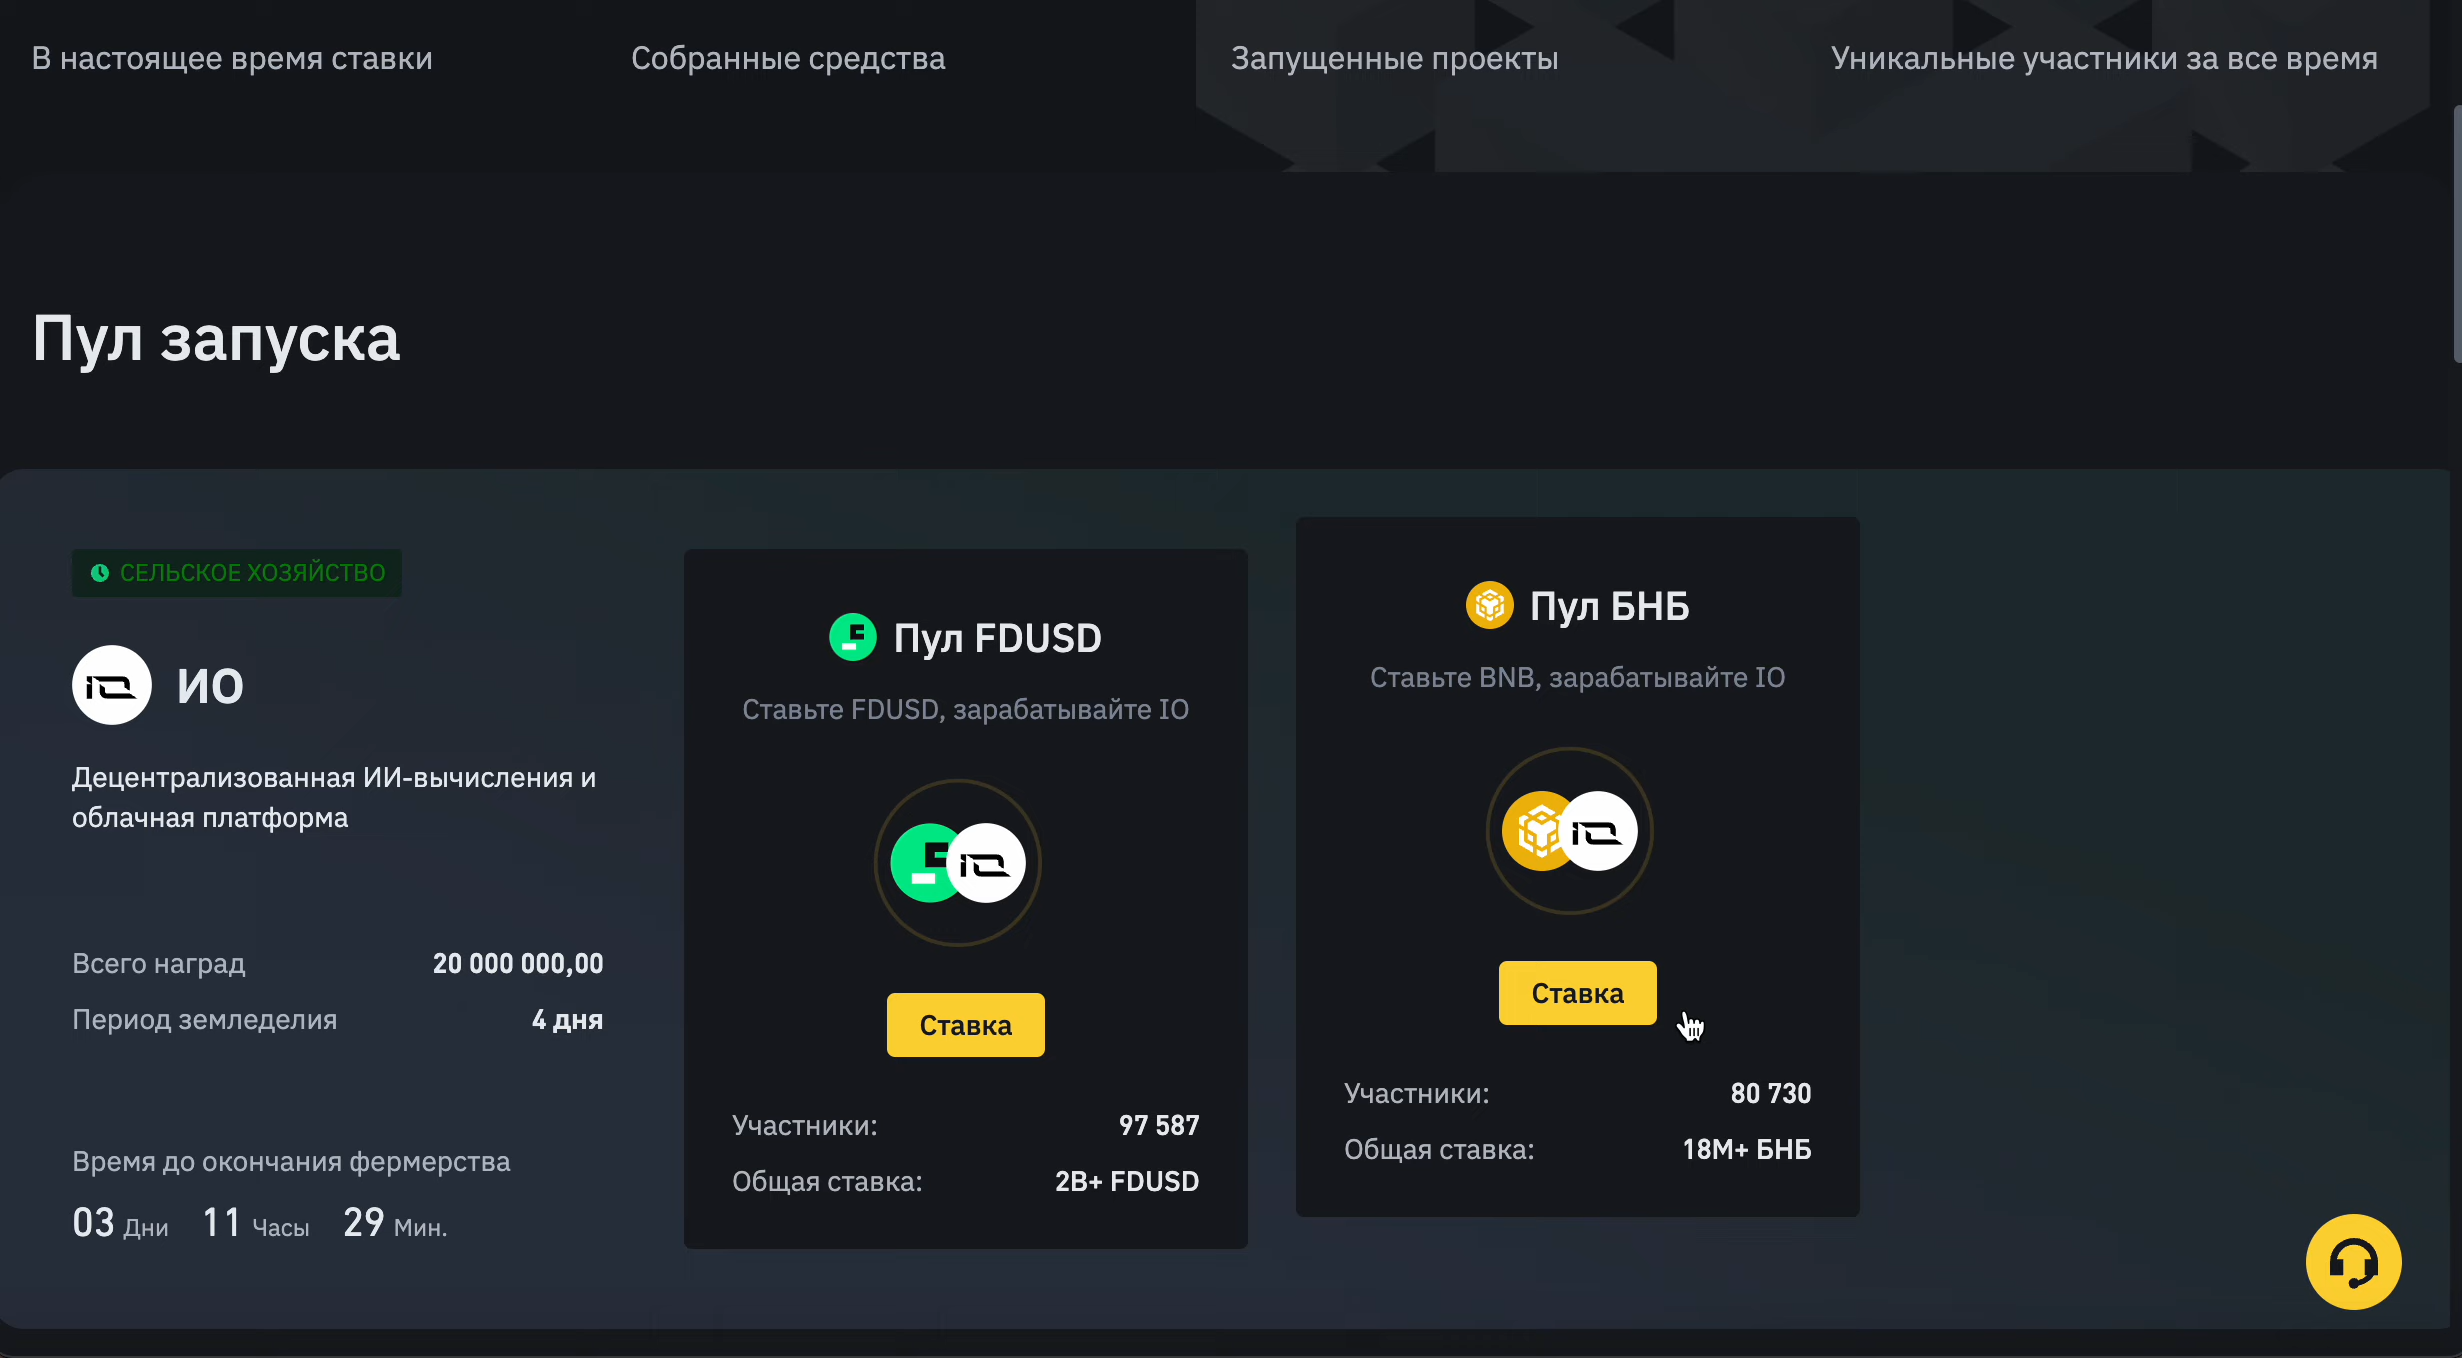 В настоящее время ставки
Собранные средства
Запущенные проекты
Уникальные участники за все время
Пул запуска
СЕЛЬСКОЕ ХОЗЯЙСТВО
ИО
Децентрализованная ИИ-вычисления и
облачная платформа
Всего наград 20 000 000,00
Период земледелия 4 дня
Время до окончания фермерства
03 Дни 11 Часы 29 Мин.
Пул FDUSD
Ставьте FDUSD, зарабатывайте IO
Ставка
Участники: 97 587
Общая ставка: 2B+ FDUSD
Пул БНБ
Ставьте BNB, зарабатывайте IO
Ставка
Участники: 80 730
Общая ставка: 18M+ БНБ